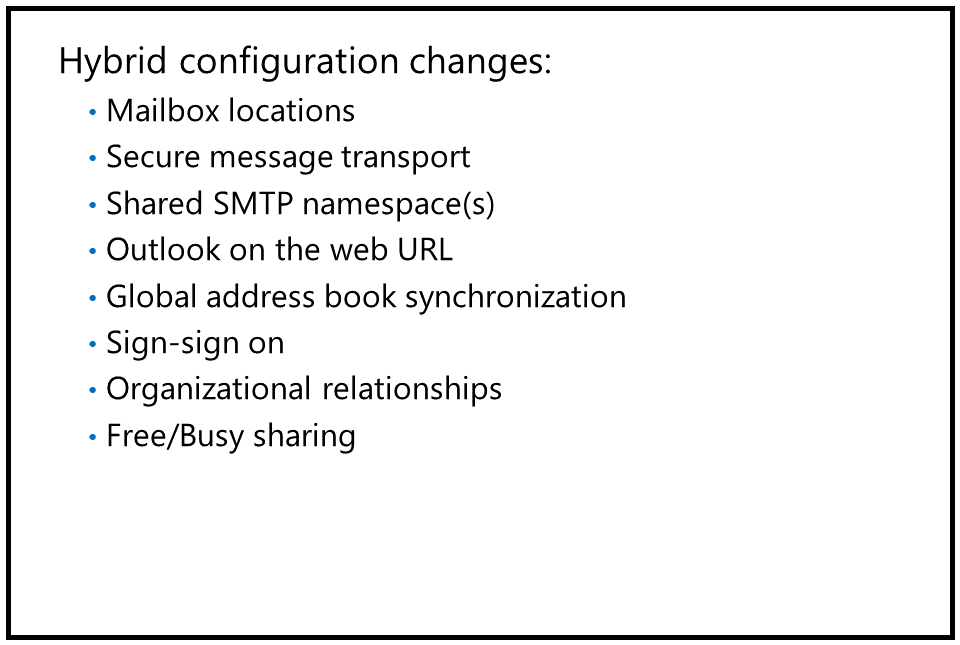 Hybrid configuration changes:
• Mailbox locations
• Secure message transport
• Shared SMTP namespace(s)
• Outlook on the web URL
• Global address book synchronization
• Sign-sign on
• Organizational relationships
• Free/Busy sharing